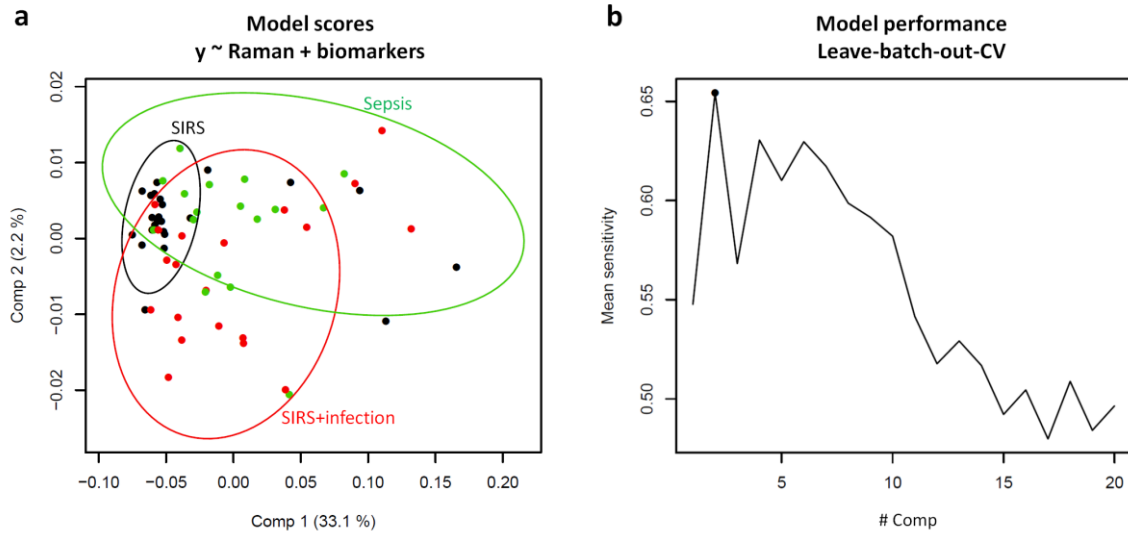 a
Model scores
y ~ Raman + biomarkers
Sepsis
SIRS
SIRS+infection
0.02
0.01
0.00
−0.01
−0.02
Comp 2 (2.2 %)
−0.10
−0.05
0.00
0.05
0.10
0.15
0.20
Comp 1 (33.1 %)
b
Model performance
Leave-batch-out-CV
0.65
0.60
0.55
0.50
Mean sensitivity
5
10
15
20
# Comp